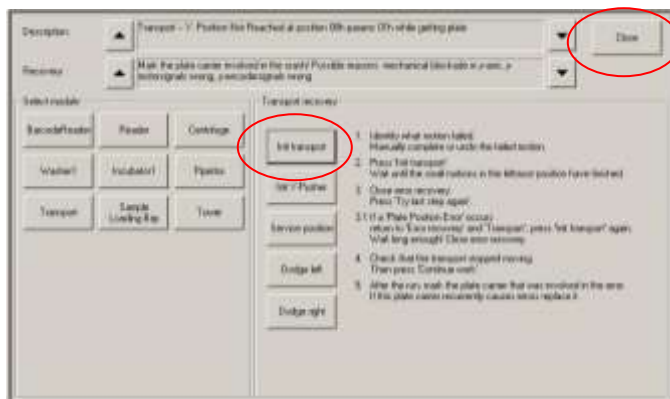 Description:
Transport - Y: Position Not Reached at position 08h params 07h while getting plate
Close
Recovery:
Mark the plate carrier involved in the crash! Possible reasons: mechanical blockade in y-axis, y
motorsignals wrong, y-encodersignals wrong
Select module
Transport recovery
BarcodeReader
Reader
Centrifuge
Washer1
Incubator1
Pipettor
Transport
Sample
Loading Bay
Tower
Init transport
Init Y-Pusher
Service position
Dodge left
Dodge right
1. Identify what motion failed.
Manually complete or undo the failed motion.
2. Press 'Init transport'
Wait until the small motions in the leftmost position have finished.
3. Close error recovery.
Press 'Try last step again'.
3.1 If a 'Plate Position Error' occurs:
return to 'Error recovery' and 'Transport', press 'Init transport' again.
Wait long enough! Close error recovery.
4. Check that the transport stopped moving.
Then press 'Continue work'
5. After the run, mark the plate carrier that was involved in the error.
If this plate carrier recurrently causes errors replace it.